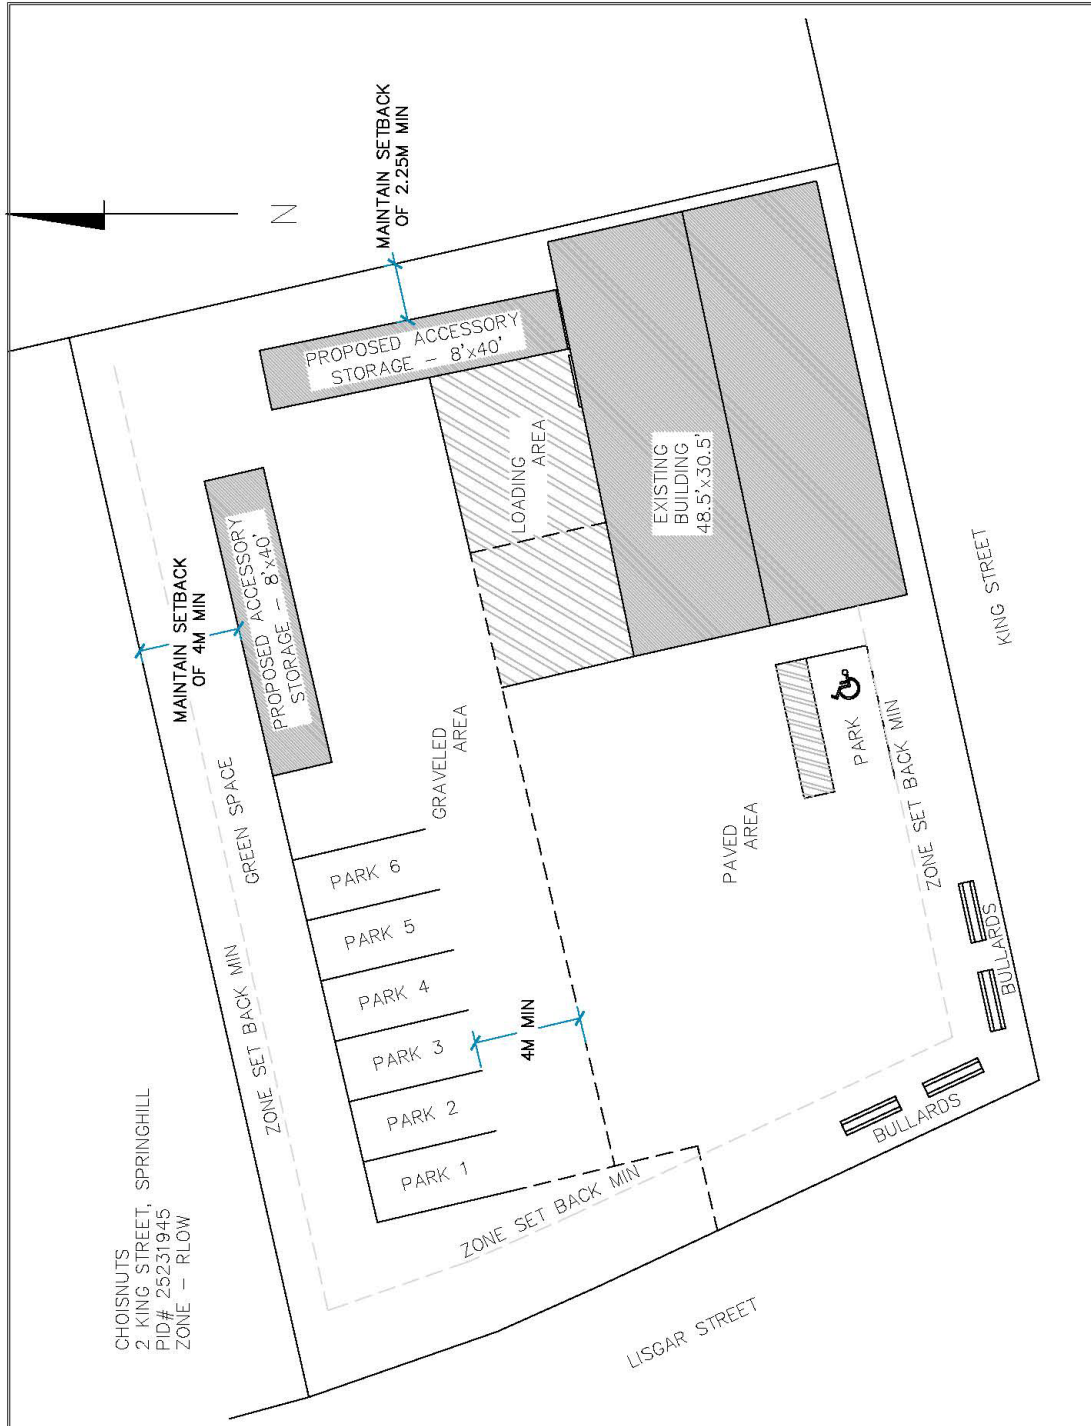 CHOISNUTS
2 KING STREET, SPRINGHILL
PID# 25231945
ZONE - RLOW
N
MAINTAIN SETBACK
OF 2.25M MIN
PROPOSED ACCESSORY
STORAGE - 8'x40'
MAINTAIN SETBACK
OF 4M MIN
PROPOSED ACCESSORY
STORAGE - 8'x40'
LOADING
AREA
EXISTING
BUILDING
48.5'x30.5'
GREEN SPACE
ZONE SET BACK MIN
GRAVELED
AREA
PARK 6
PARK 5
PARK 4
PARK 3
PARK 2
PARK 1
4M MIN
PAVED
AREA
PARK
ZONE SET BACK MIN
KING STREET
BULLARDS
BULLARDS
ZONE SET BACK MIN
LISGAR STREET